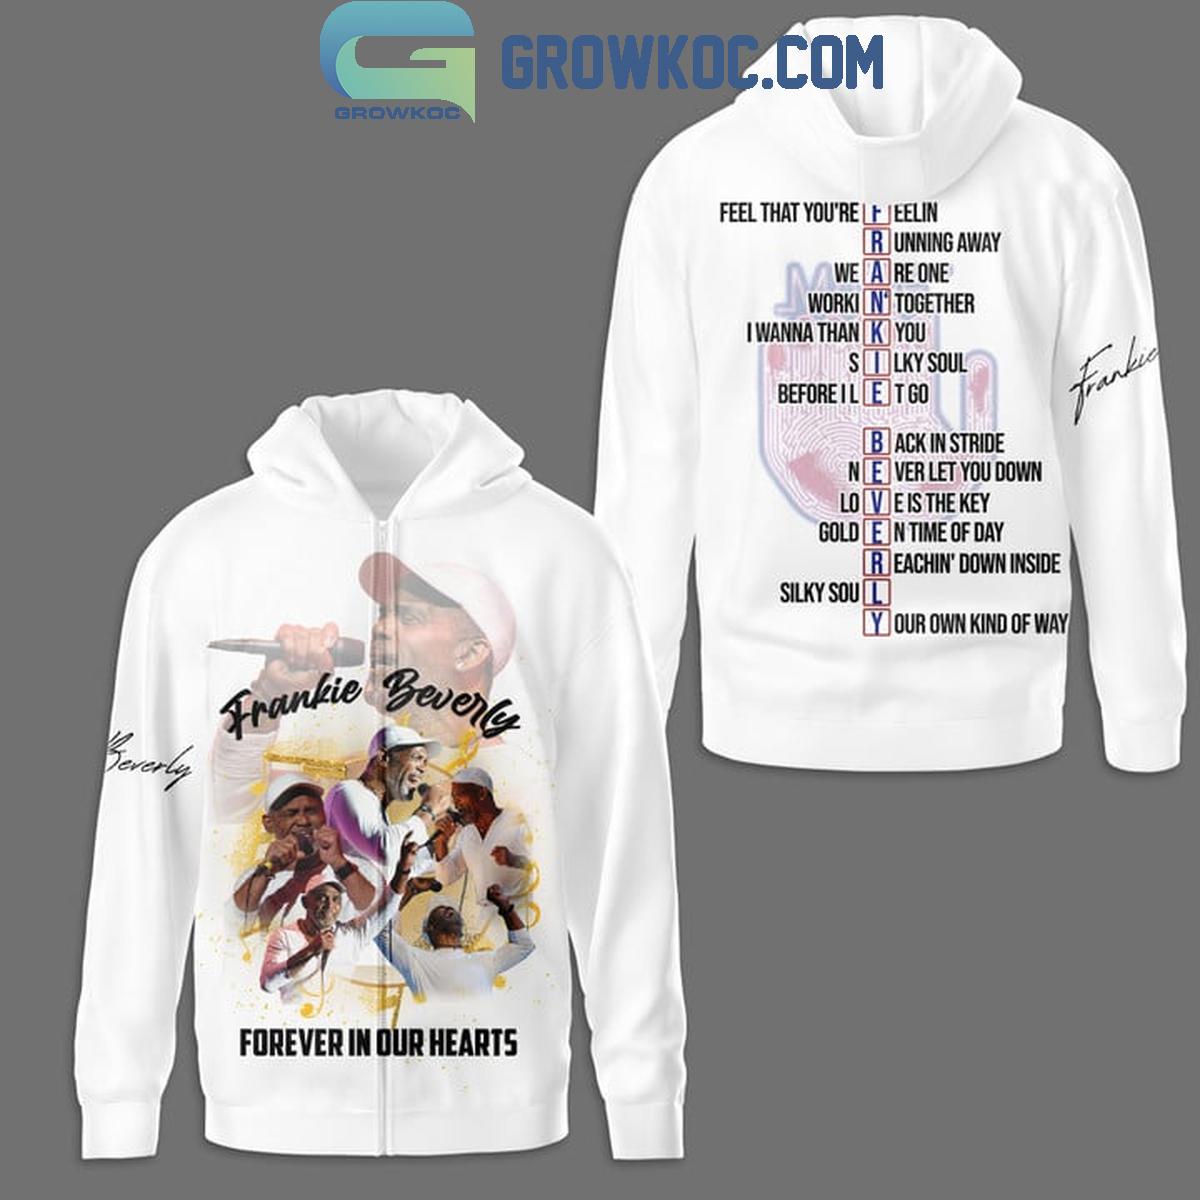 GROWKOC
GROWKOC.COM
FEEL THAT YOU'RE FEELIN
RUNNING AWAY
WE ARE ONE
WORKIN' TOGETHER
I WANNA THANK YOU
SILKY SOUL
BEFORE I LET GO
BACK IN STRIDE
NEVER LET YOU DOWN
LOVE IS THE KEY
GOLDEN TIME OF DAY
REACHIN' DOWN INSIDE
SILKY SOUL
YOUR OWN KIND OF WAY
Frankie
Frankie Beverly
Beverly
FOREVER IN OUR HEARTS